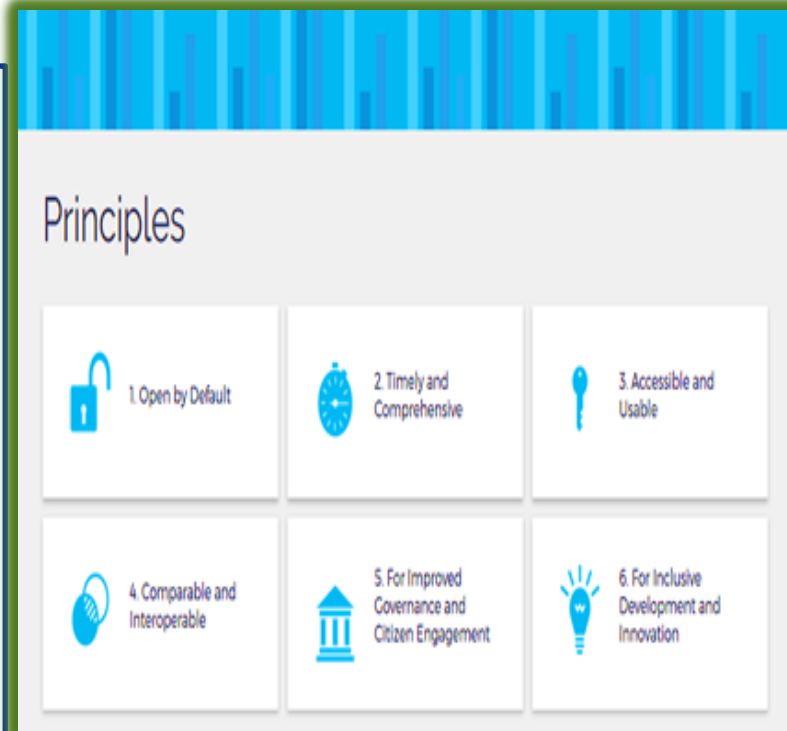 Principles
1. Open by Default
2. Timely and
Comprehensive
3. Accessible and
Usable
4. Comparable and
Interoperable
5. For Improved
Governance and
Citizen Engagement
6. For Inclusive
Development and
Innovation